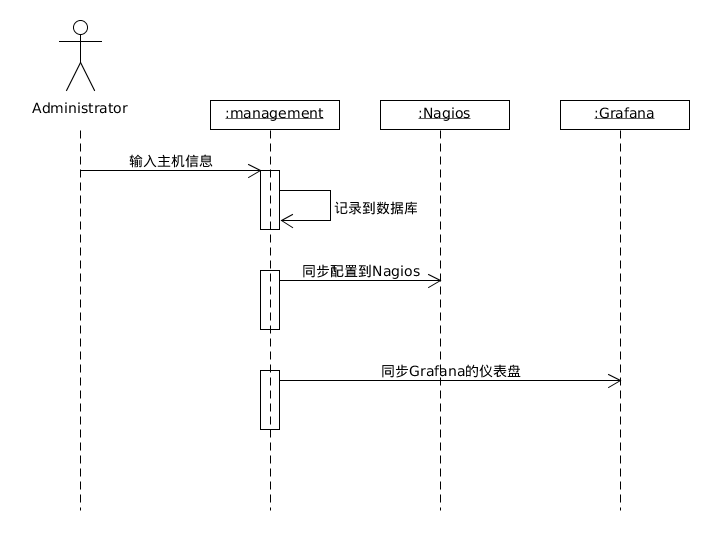 Administrator
:management
:Nagios
:Grafana
输入主机信息
记录到数据库
同步配置到Nagios
同步Grafana的仪表盘